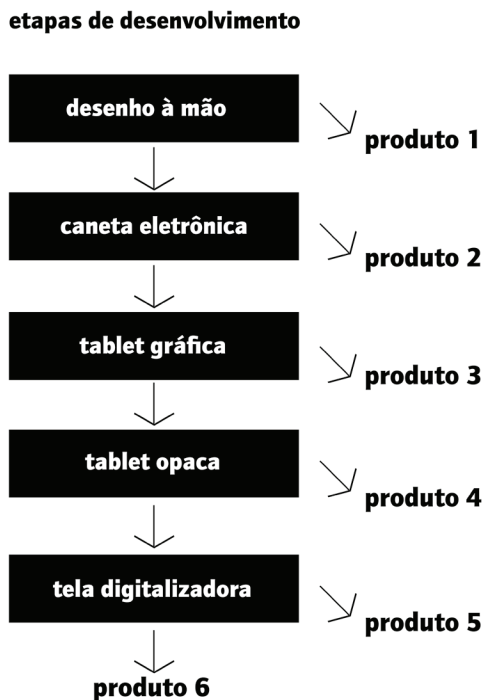 etapas de desenvolvimento
desenho à mão
produto 1
caneta eletrônica
produto 2
tablet gráfica
produto 3
tablet opaca
produto 4
tela digitalizadora
produto 5
produto 6